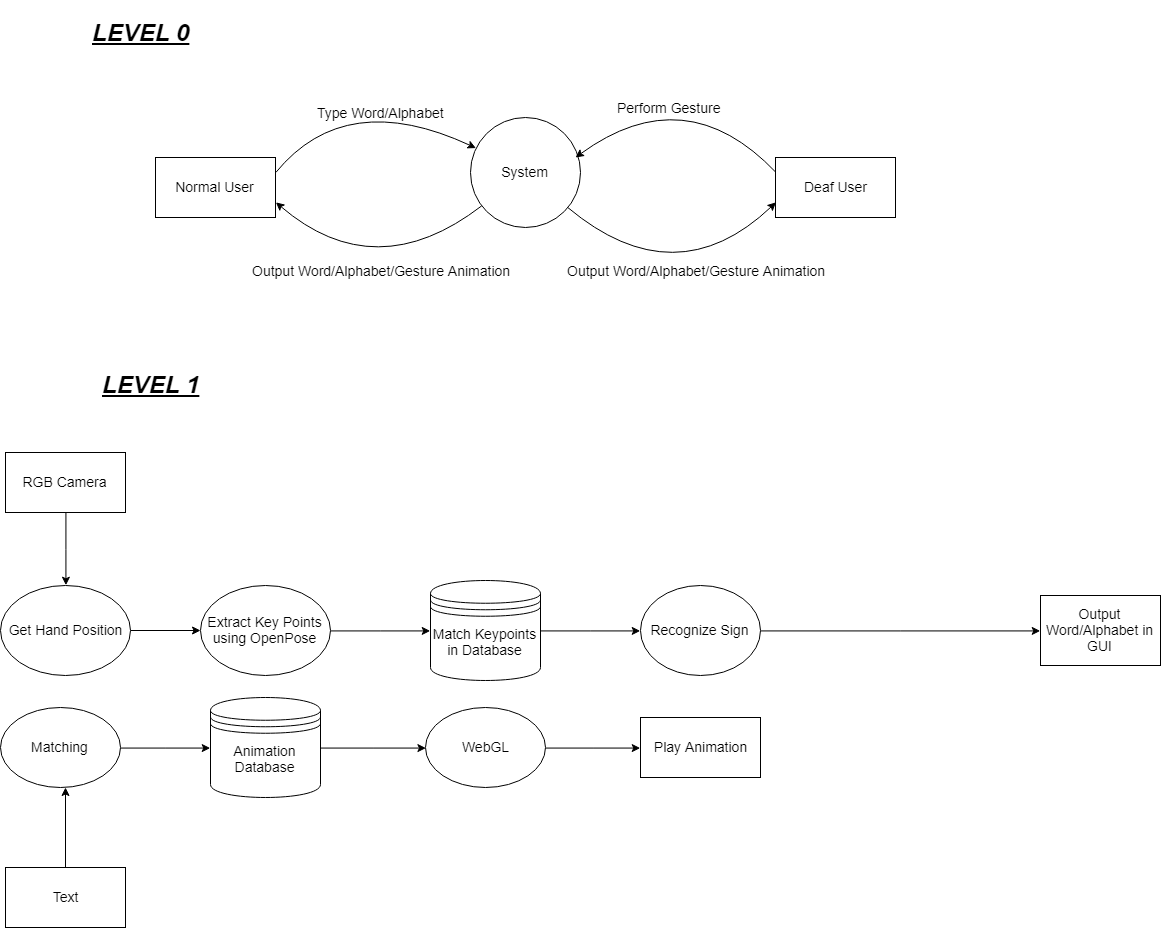 LEVEL 0
Type Word/Alphabet
Perform Gesture
Normal User
System
Deaf User
Output Word/Alphabet/Gesture Animation
Output Word/Alphabet/Gesture Animation
LEVEL 1
RGB Camera
Get Hand Position
Extract Key Points
using OpenPose
Match Keypoints
in Database
Recognize Sign
Output
Word/Alphabet in
GUI
Matching
Animation
Database
WebGL
Play Animation
Text